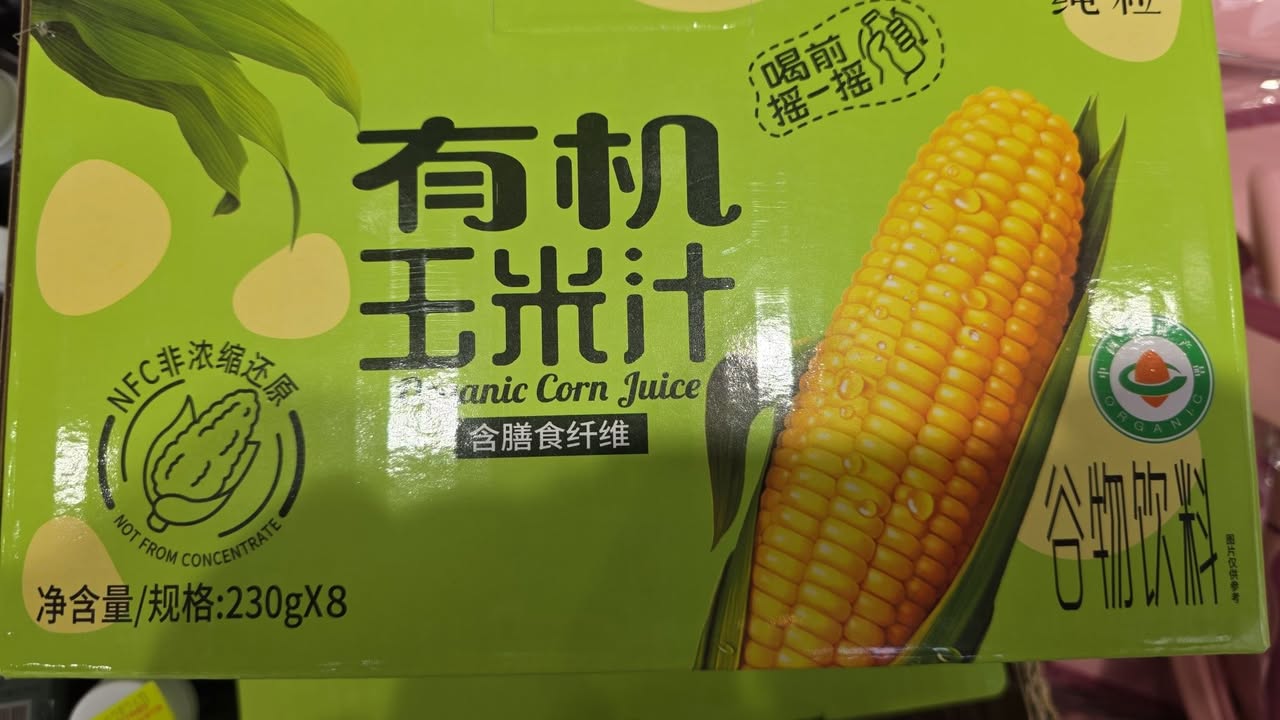 纯粒
喝前
摇一摇
有机
玉米汁
Organic Corn Juice
含膳食纤维
NFC非浓缩还原
NOT FROM CONCENTRATE
净含量/规格:230gX8
ORGANIC
谷物饮料
图片仅供参考